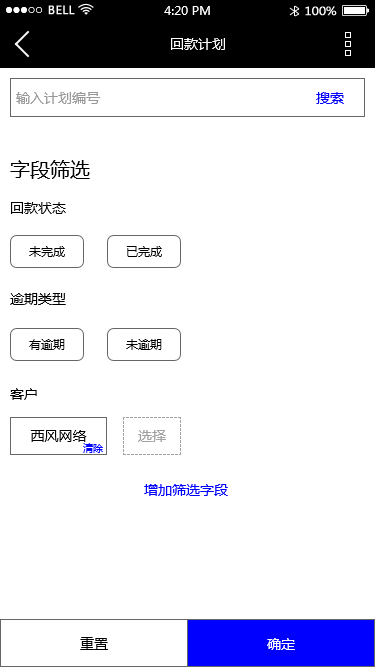 BELL 4:20 PM 100%
回款计划
输入计划编号 搜索
字段筛选
回款状态
未完成 已完成
逾期类型
有逾期 未逾期
客户
西风网络 清除 选择
增加筛选字段
重置 确定